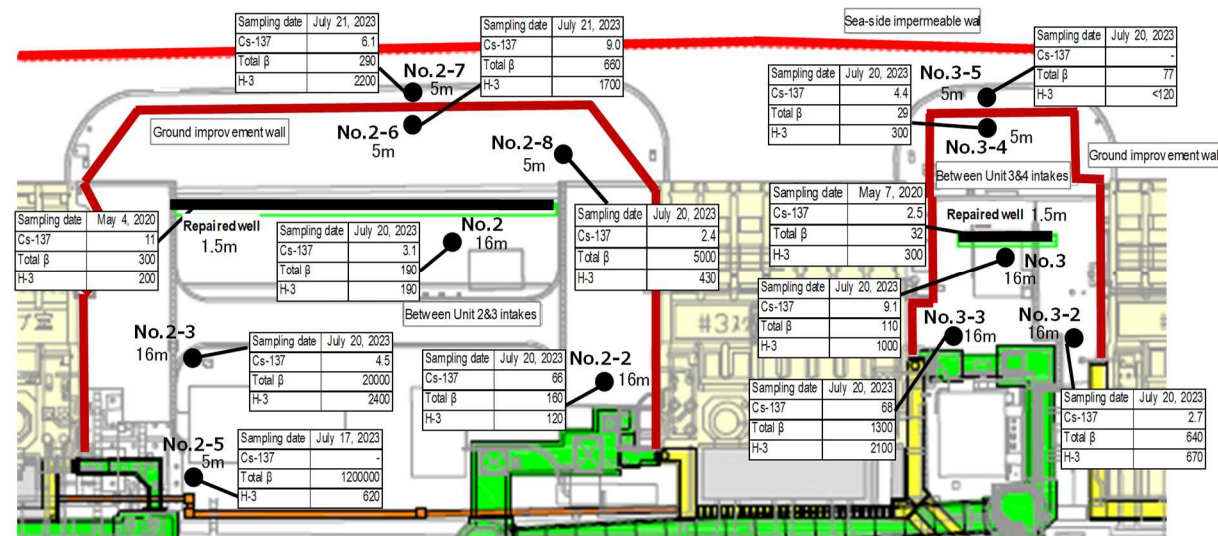 Sea-side impermeable wal
Sampling date July 21, 2023
Cs-137 6.1
Total β 290
H-3 2200
Sampling date July 21, 2023
Cs-137 9.0
Total β 660
H-3 1700
Sampling date July 20, 2023
Cs-137 4.4
Total β 29
H-3 300
Sampling date July 20, 2023
Cs-137 -
Total β 77
H-3 <120
No.2-7
5m
No.2-6
5m
No.2-8
5m
No.3-5
5m
No.3-4
5m
Ground improvement wall
Ground improvement wall
Between Unit 3&4 intakes
Sampling date May 4, 2020
Cs-137 11
Total β 300
H-3 200
Repaired well
1.5m
Sampling date July 20, 2023
Cs-137 3.1
Total β 190
H-3 190
No.2
16m
Sampling date July 20, 2023
Cs-137 2.4
Total β 5000
H-3 430
Sampling date May 7, 2020
Cs-137 2.5
Total β 32
H-3 300
Repaired well 1.5m
No.3
16m
Sampling date July 20, 2023
Cs-137 9.1
Total β 110
H-3 1000
Between Unit 2&3 intakes
No.2-3
16m
Sampling date July 20, 2023
Cs-137 4.5
Total β 20000
H-3 2400
Sampling date July 20, 2023
Cs-137 66
Total β 160
H-3 120
No.2-2
16m
No.3-3
16m
No.3-2
16m
Sampling date July 20, 2023
Cs-137 68
Total β 1300
H-3 2100
Sampling date July 20, 2023
Cs-137 2.7
Total β 640
H-3 670
No.2-5
5m
Sampling date July 17, 2023
Cs-137 -
Total β 1200000
H-3 620